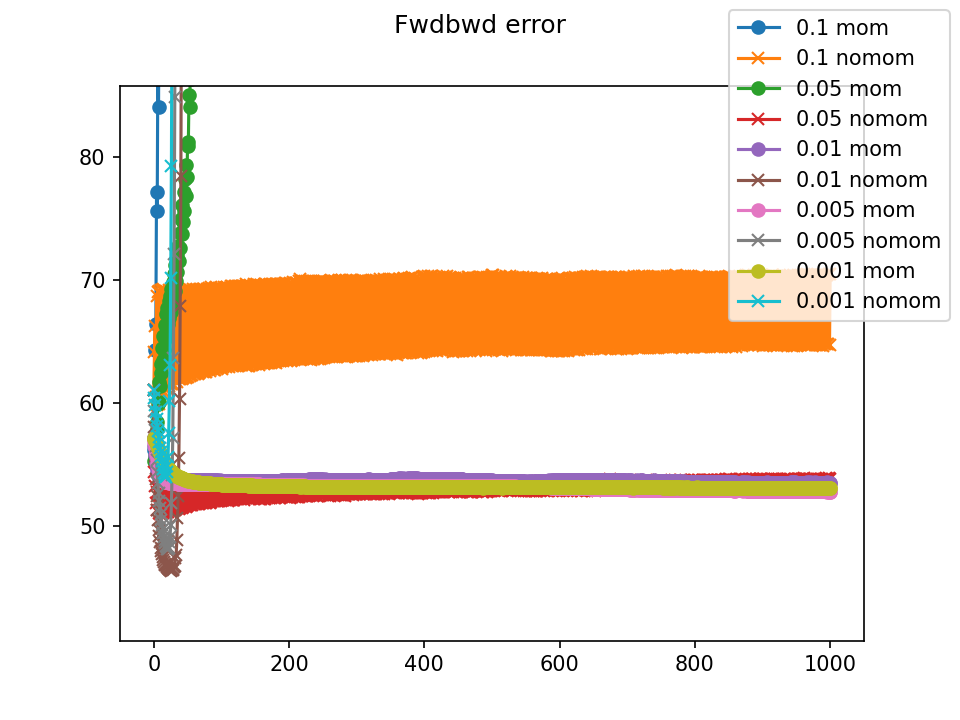 Fwdbwd error
0.1 mom
0.1 nomom
0.05 mom
0.05 nomom
0.01 mom
0.01 nomom
0.005 mom
0.005 nomom
0.001 mom
0.001 nomom
80
70
60
50
0 200 400 600 800 1000